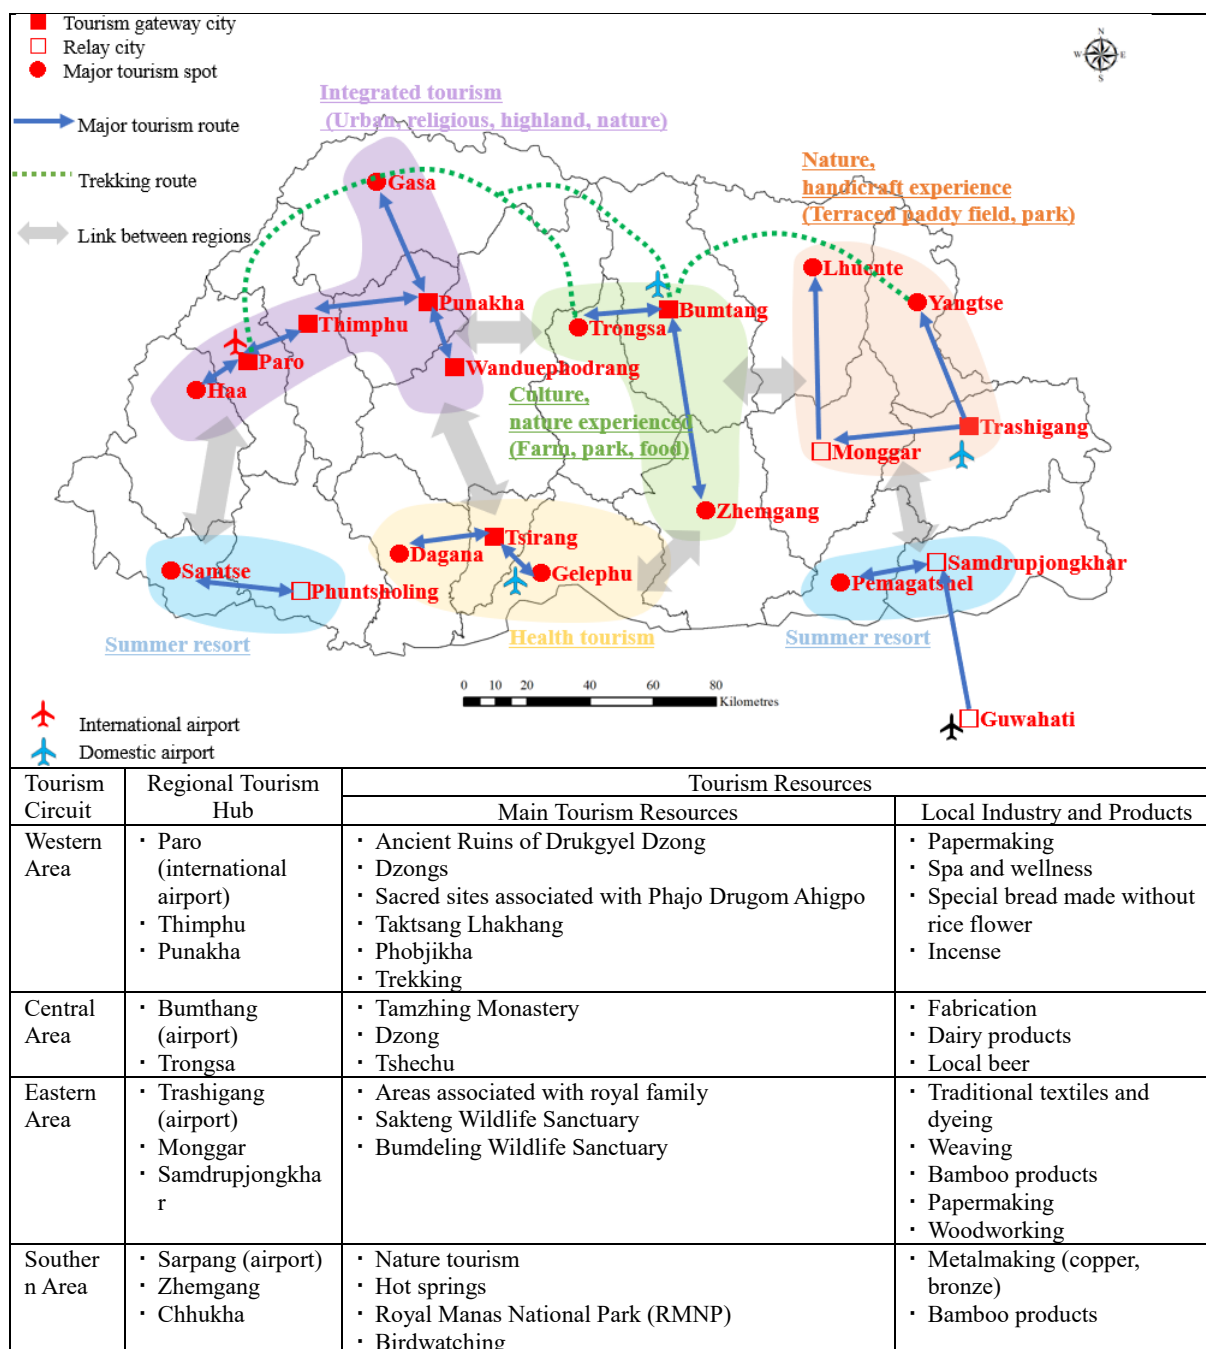 Tourism gateway city
Relay city
Major tourism spot
Major tourism route
Trekking route
Link between regions
N
W E
S
Integrated tourism
(Urban, religious, highland, nature)
Nature,
handicraft experience
(Terraced paddy field, park)
Gasa
Lhuente
Yangtse
Punakha
Bumtang
Thimphu
Trongsa
Paro
Wanduephodrang
Haa
Culture,
nature experienced
(Farm, park, food)
Trashigang
Monggar
Zhemgang
Tsirang
Dagana
Gelephu
Samtse
Phuntsholing
Samdrupjongkhar
Pemagatshel
Summer resort
Health tourism
Summer resort
0 10 20 40 60 80
Kilometres
Guwahati
International airport
Domestic airport
Tourism Circuit
Regional Tourism Hub
Tourism Resources
Main Tourism Resources
Local Industry and Products
Western
Area
・ Paro
(international
airport)
・ Thimphu
・ Punakha
・ Ancient Ruins of Drukgyel Dzong
・ Dzongs
・ Sacred sites associated with Phajo Drugom Ahigpo
・ Taktsang Lhakhang
・ Phobjikha
・ Trekking
・ Papermaking
・ Spa and wellness
・ Special bread made without
rice flower
・ Incense
Central
Area
・ Bumthang
(airport)
・ Trongsa
・ Tamzhing Monastery
・ Dzong
・ Tshechu
・ Fabrication
・ Dairy products
・ Local beer
Eastern
Area
・ Trashigang
(airport)
・ Monggar
・ Samdrupjongkha
r
・ Areas associated with royal family
・ Sakteng Wildlife Sanctuary
・ Bumdeling Wildlife Sanctuary
・ Traditional textiles and
dyeing
・ Weaving
・ Bamboo products
・ Papermaking
・ Woodworking
Souther
n Area
・ Sarpang (airport)
・ Zhemgang
・ Chhukha
・ Nature tourism
・ Hot springs
・ Royal Manas National Park (RMNP)
・ Birdwatching
・ Metalmaking (copper,
bronze)
・ Bamboo products